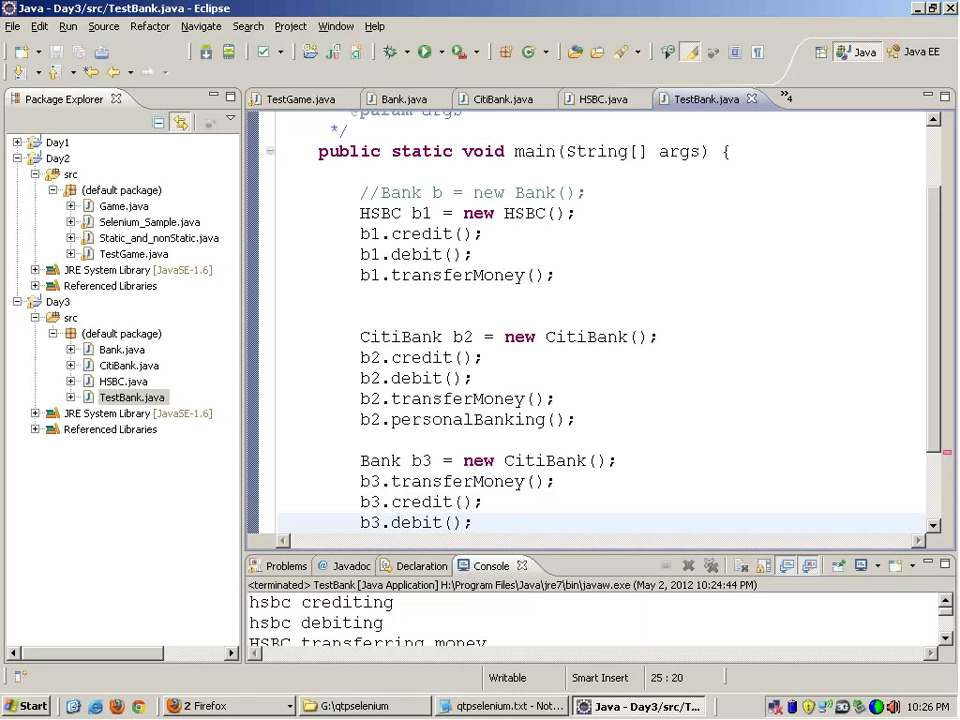 Java - Day3/src/TestBank.java - Eclipse
File Edit Run Source Refactor Navigate Search Project Window Help
Java Java EE
Package Explorer
TestGame.java Bank.java CitiBank.java HSBC.java TestBank.java 4
Day1
Day2
src
(default package)
Game.java
Selenium_Sample.java
Static_and_nonStatic.java
TestGame.java
JRE System Library [JavaSE-1.6]
Referenced Libraries
Day3
src
(default package)
Bank.java
CitiBank.java
HSBC.java
TestBank.java
JRE System Library [JavaSE-1.6]
Referenced Libraries
@param args
*/
public static void main(String[] args) {
//Bank b = new Bank();
HSBC b1 = new HSBC();
b1.credit();
b1.debit();
b1.transferMoney();
CitiBank b2 = new CitiBank();
b2.credit();
b2.debit();
b2.transferMoney();
b2.personalBanking();
Bank b3 = new CitiBank();
b3.transferMoney();
b3.credit();
b3.debit();
Problems @ Javadoc Declaration Console
<terminated> TestBank [Java Application] H:\Program Files\Java\jre7\bin\javaw.exe (May 2, 2012 10:24:44 PM)
hsbc crediting
hsbc debiting
HSBC transferring money
Writable Smart Insert 25 : 20
Start 2 Firefox G:\qtpselenium qtpselenium.txt - Not... Java - Day3/src/T... 10:26 PM